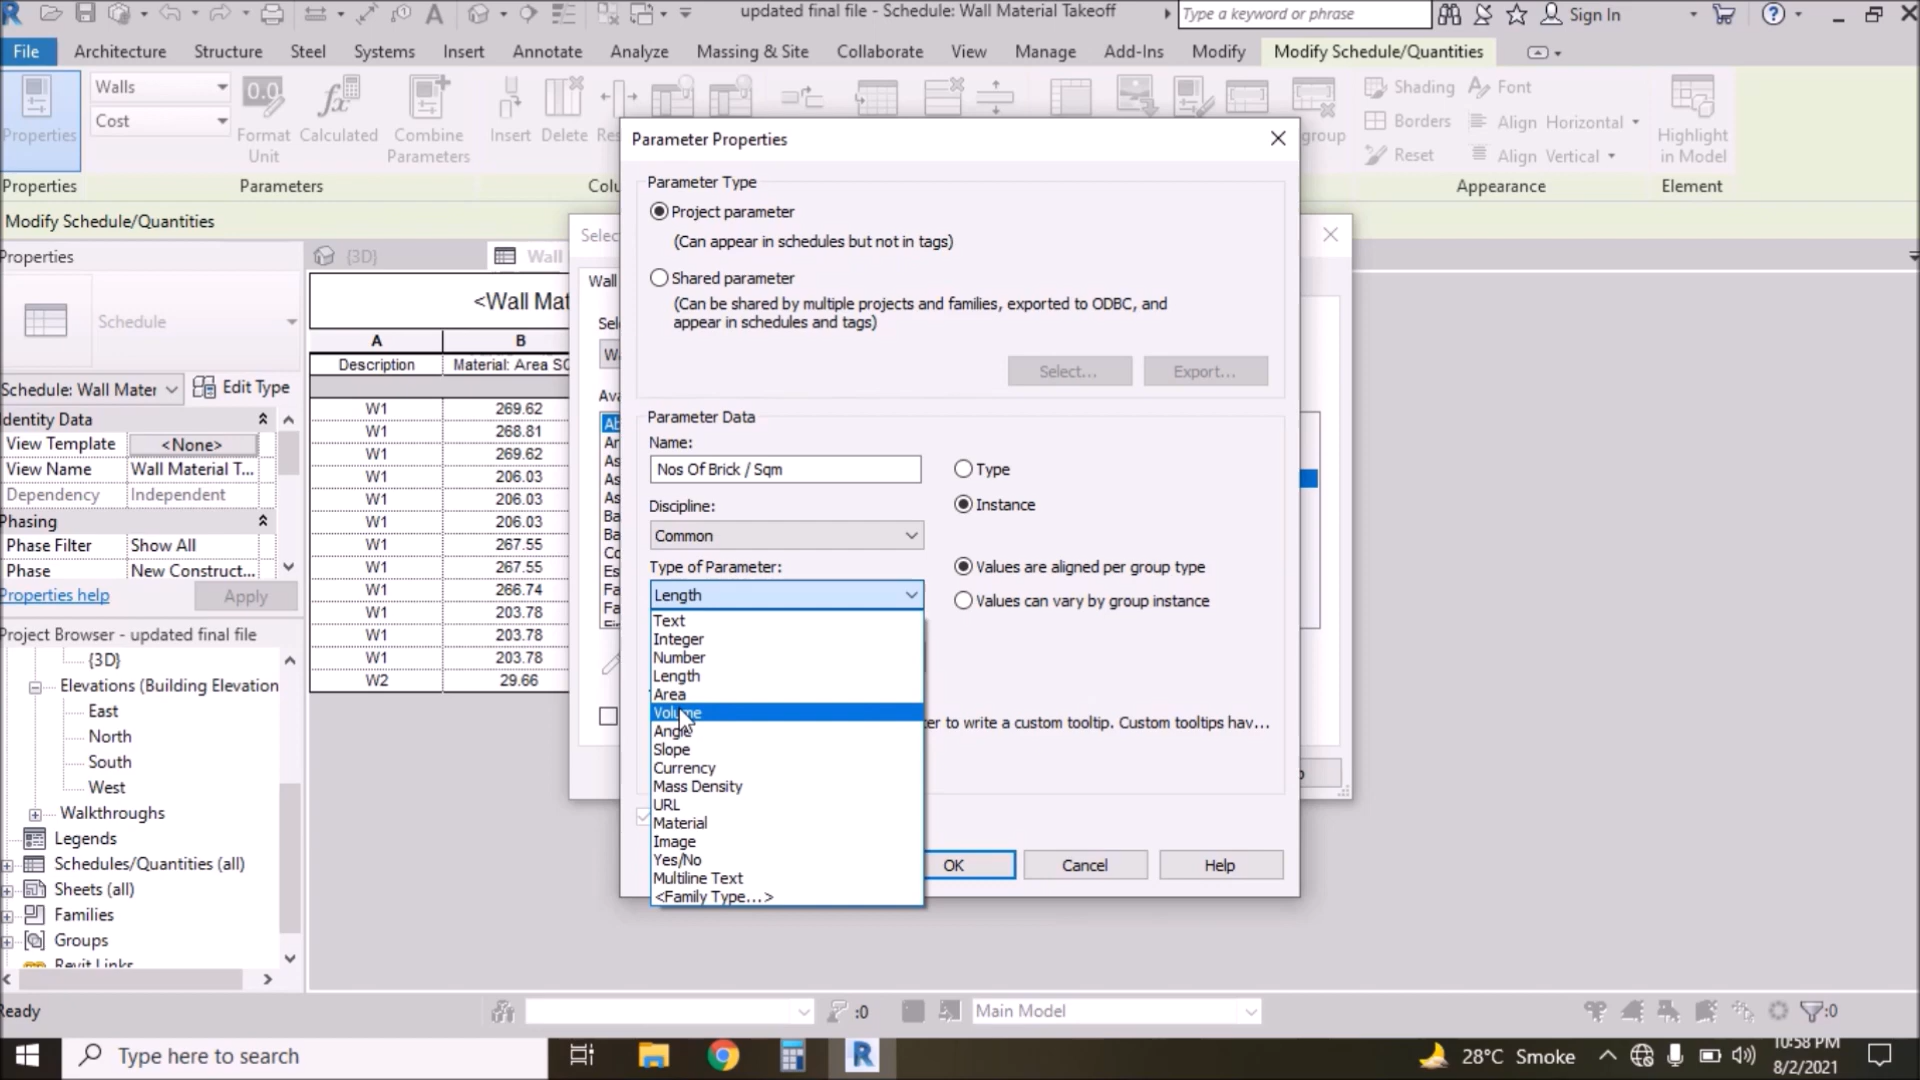 updated final file - Schedule: Wall Material Takeoff
Type a keyword or phrase
Sign In
File
Architecture
Structure
Steel
Systems
Insert
Annotate
Analyze
Massing & Site
Collaborate
View
Manage
Add-Ins
Modify
Modify Schedule/Quantities
Properties
Walls
Cost
Format
Unit
Calculated
Combine
Parameters
Insert
Delete
Shading
Borders
Reset
Font
Align Horizontal
Align Vertical
Highlight
in Model
Properties
Parameters
Appearance
Element
Modify Schedule/Quantities
Properties
{3D}
Wall
Schedule
Schedule: Wall Mater
Edit Type
Identity Data
View Template
<None>
View Name
Wall Material T...
Dependency
Independent
Phasing
Phase Filter
Show All
Phase
New Construct...
Properties help
Apply
Project Browser - updated final file
{3D}
Elevations (Building Elevation
East
North
South
West
Walkthroughs
Legends
Schedules/Quantities (all)
Sheets (all)
Families
Groups
Revit Links
<Wall Mat
A B
Description Material: Area SQ
W1 269.62
W1 268.81
W1 269.62
W1 206.03
W1 206.03
W1 206.03
W1 267.55
W1 267.55
W1 266.74
W1 203.78
W1 203.78
W1 203.78
W2 29.66
Parameter Properties
Parameter Type
Project parameter
(Can appear in schedules but not in tags)
Shared parameter
(Can be shared by multiple projects and families, exported to ODBC, and
appear in schedules and tags)
Select...
Export...
Parameter Data
Name:
Nos Of Brick / Sqm
Type
Instance
Discipline:
Common
Type of Parameter:
Length
Values are aligned per group type
Values can vary by group instance
Text
Integer
Number
Length
Area
Volume
Angle
Slope
Currency
Mass Density
URL
Material
Image
Yes/No
Multiline Text
<Family Type...>
er to write a custom tooltip. Custom tooltips hav...
OK
Cancel
Help
Ready
:0
Main Model
:0
Type here to search
28°C Smoke
10:58 PM
8/2/2021